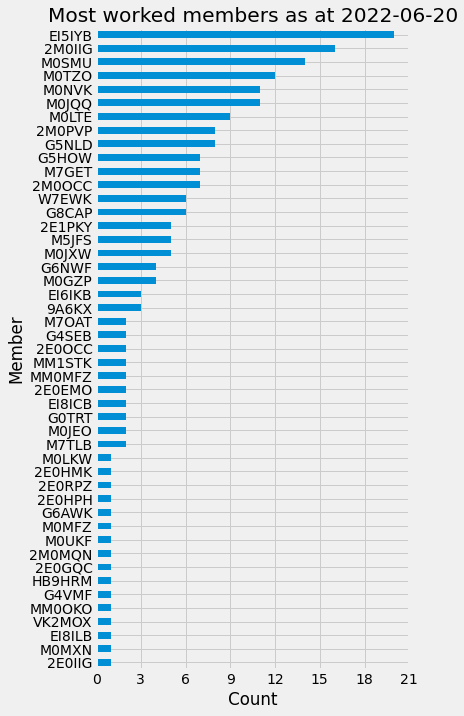 Most worked members as at 2022-06-20
EI5IYB
2M0IIG
M0SMU
M0TZO
M0NVK
M0JQQ
M0LTE
2M0PVP
G5NLD
G5HOW
M7GET
2M0OCC
W7EWK
G8CAP
2E1PKY
M5JFS
M0JXW
G6NWF
M0GZP
EI6IKB
9A6KX
M7OAT
G4SEB
2E0OCC
MM1STK
MM0MFZ
2E0EMO
EI8ICB
G0TRT
M0JEO
M7TLB
M0LKW
2E0HMK
2E0RPZ
2E0HPH
G6AWK
M0MFZ
M0UKF
2M0MQN
2E0GQC
HB9HRM
G4VMF
MM0OKO
VK2MOX
EI8ILB
M0MXN
2E0IIG
Member
0 3 6 9 12 15 18 21
Count